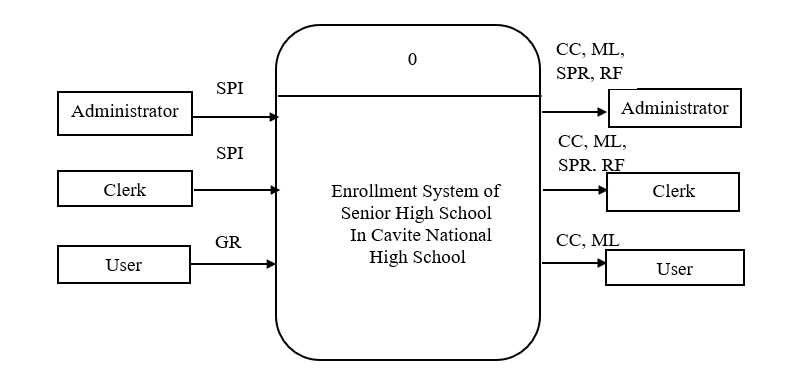 SPI
Administrator
SPI
Clerk
GR
User
0
Enrollment System of
Senior High School
In Cavite National
High School
CC, ML,
SPR, RF
Administrator
CC, ML,
SPR, RF
Clerk
CC, ML
User